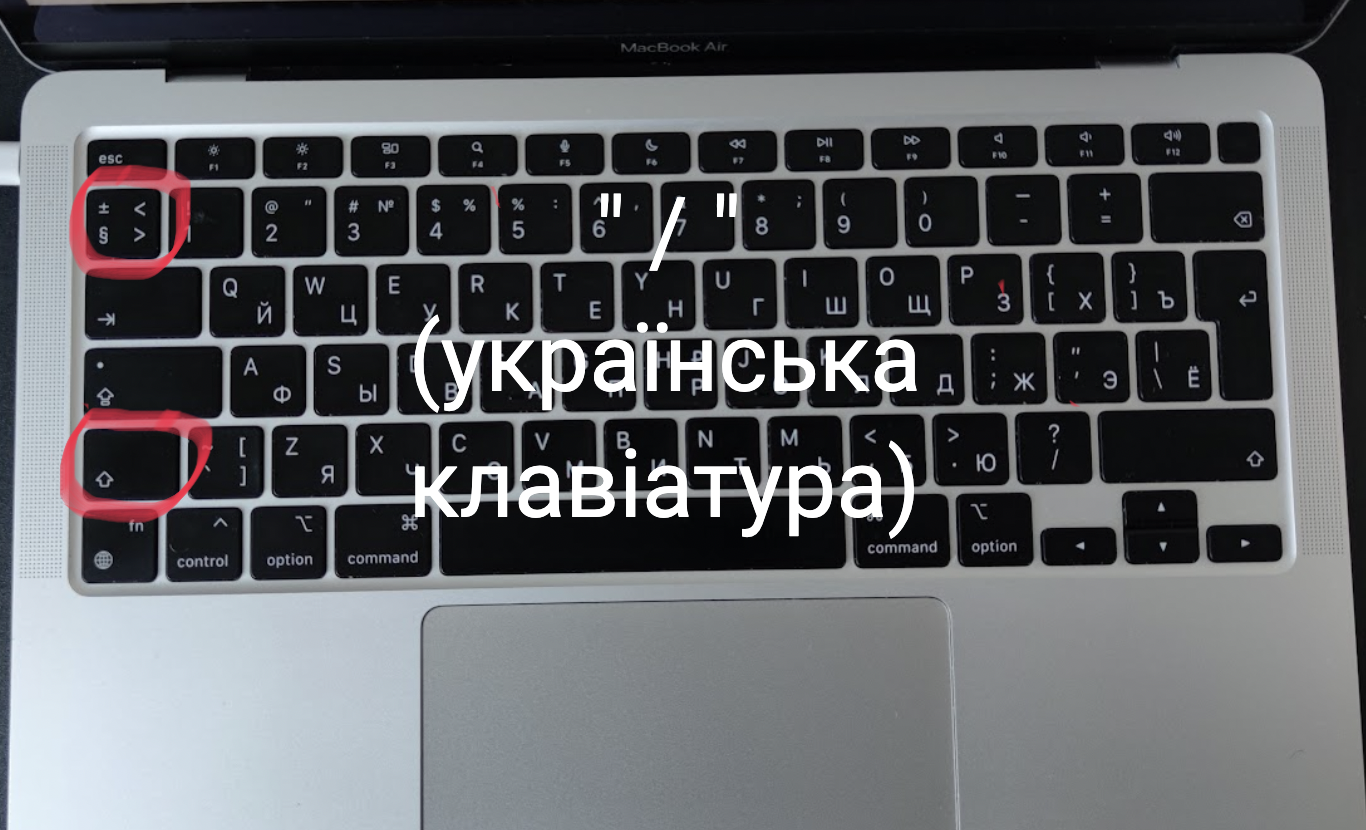 MacBook Air
esc F1 F2 F3 F4 F5 F6 F7 F8 F9 F10 F11 F12
± < § > 1 @ " 2 # № 3 $ % 4 % : 5 ^ , 6 7 * ; 8 ( 9 ) 0 — - + =
" / "
Q Й W Ц E У R К T Е Y Н U Г I Ш O Щ P З { [ Х } ] Ъ
A Ф S Ы D В А П Р J Л Д : ; Ж " ' Э | \ Ё
(українська
[ ] Z Я X Ч C С V М B И N Т M Ь < Б > . Ю ? /
клавіатура)
fn ^ control ⌥ option ⌘ command ⌘ command ⌥ option